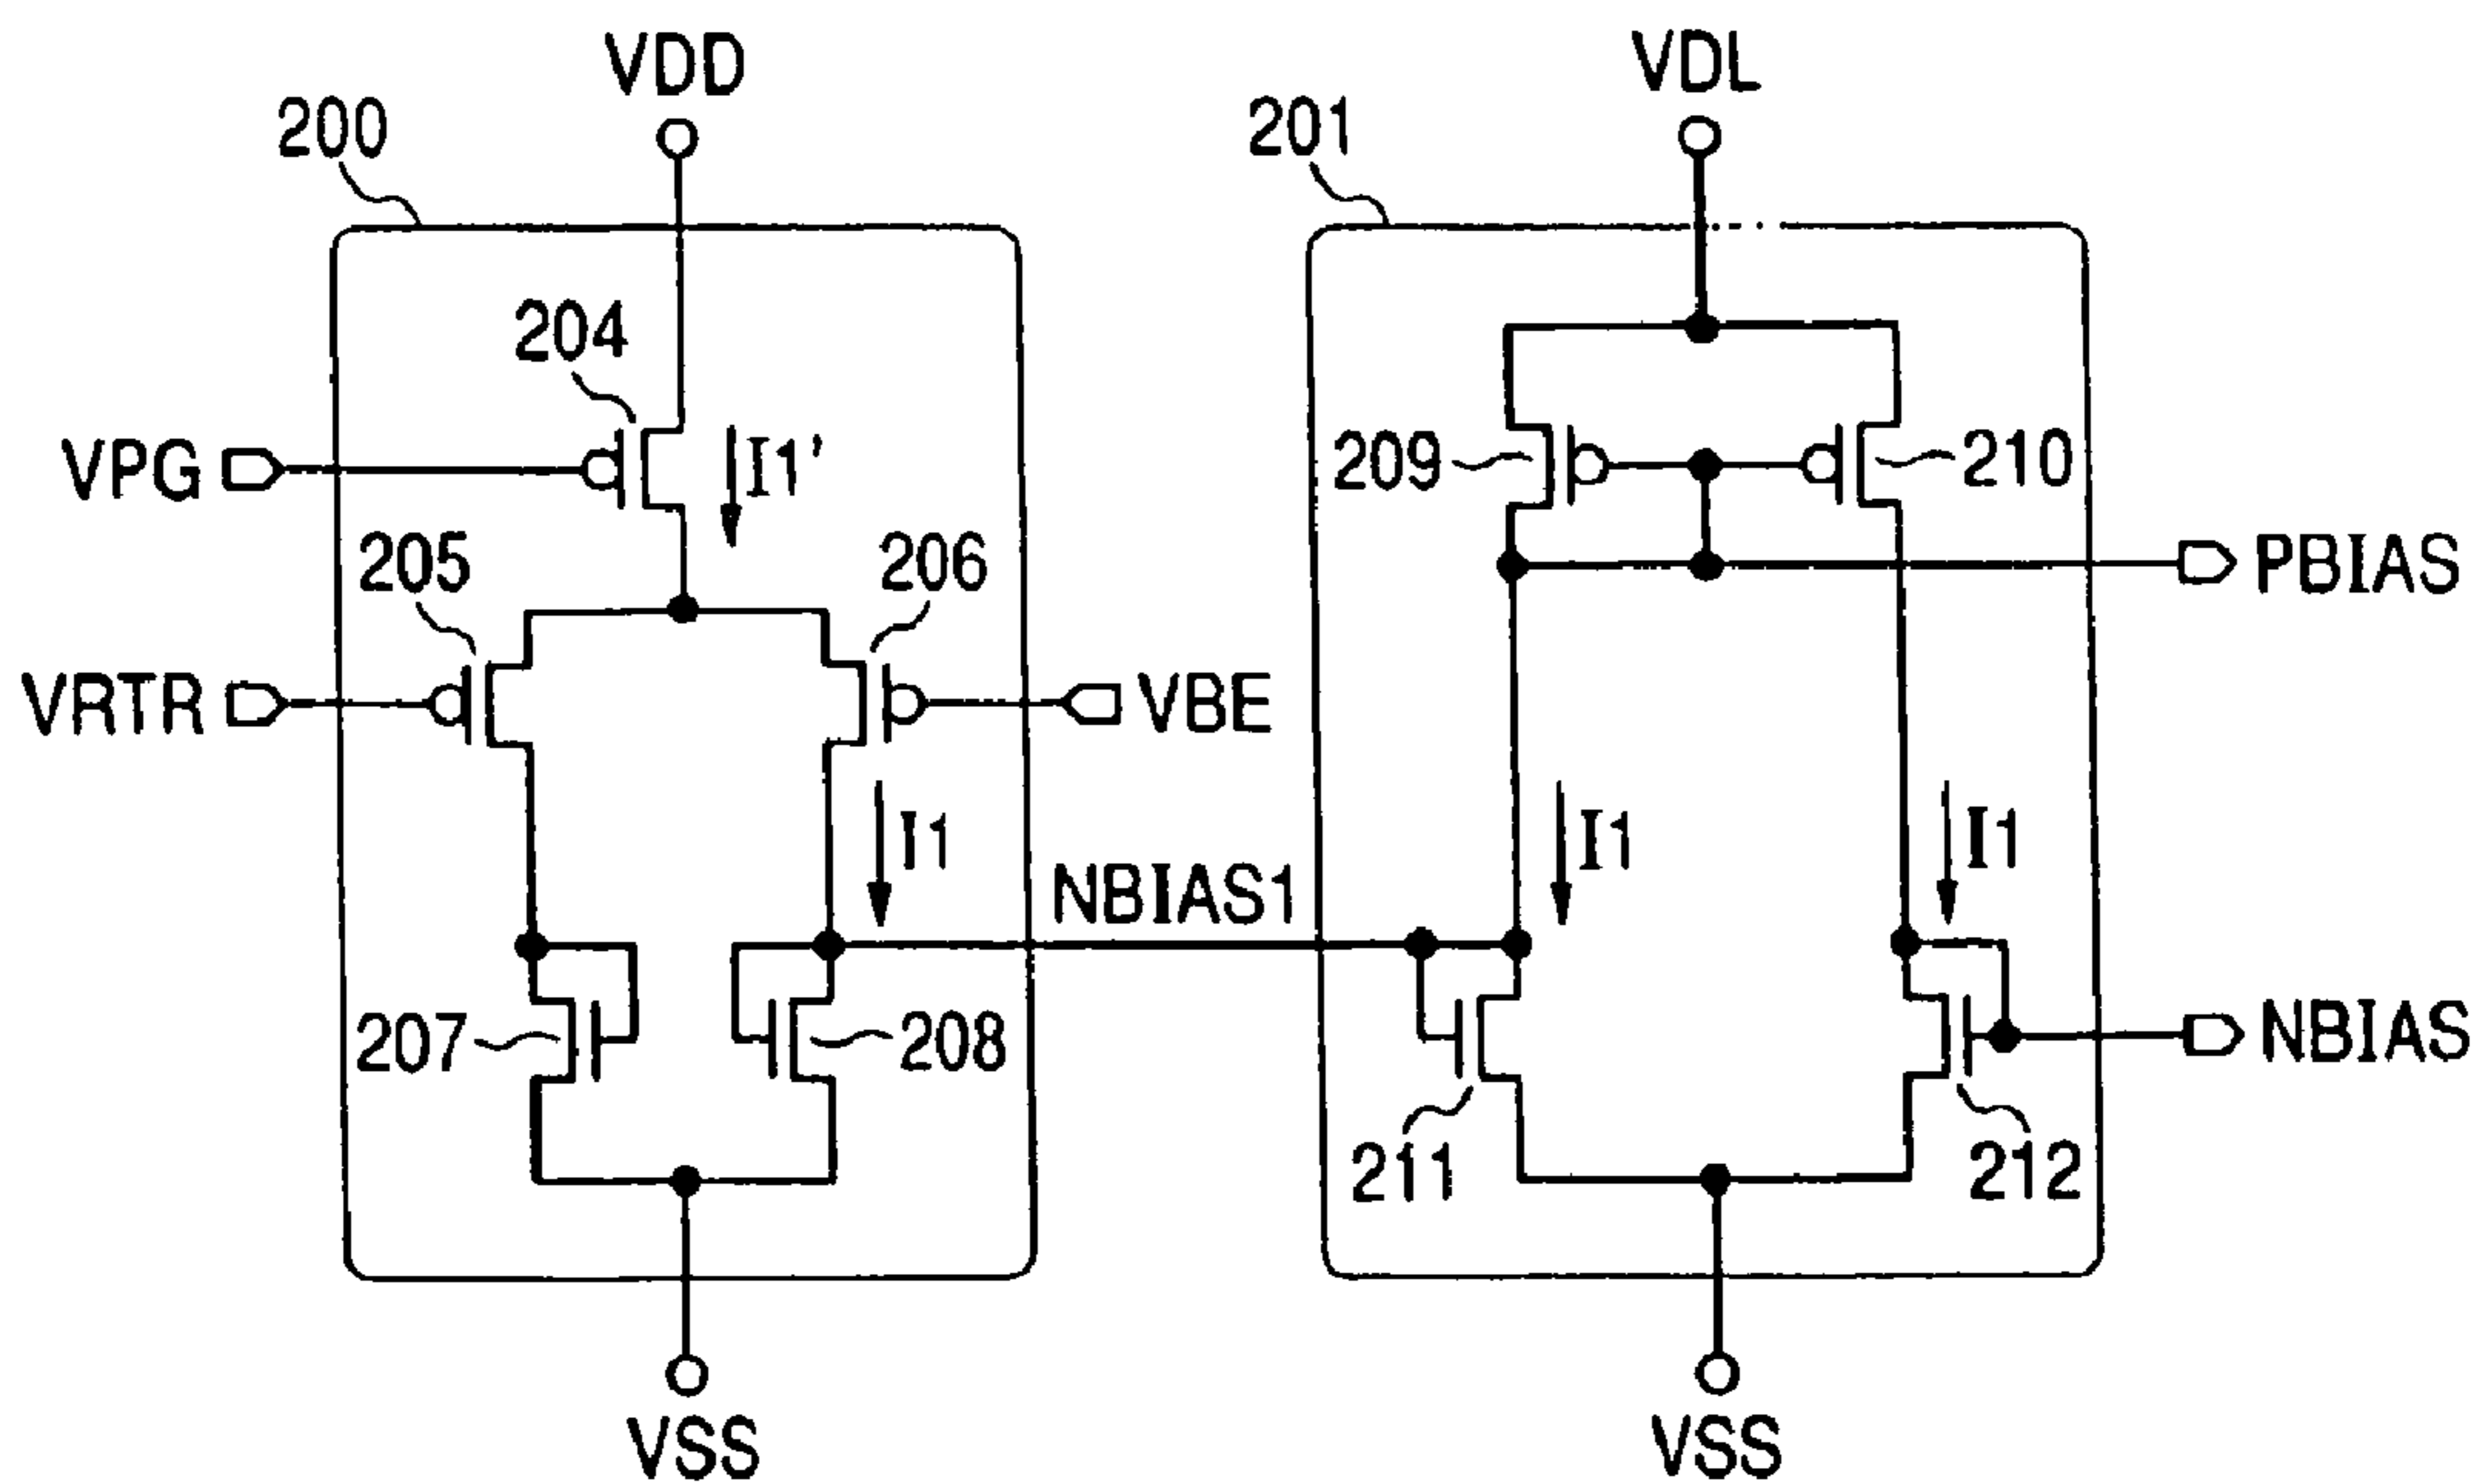 VDD
VDL
200
201
204
VPG
I1'
209
210
205
206
PBIAS
VRTR
VBE
I1
I1
I1
NBIAS1
207
208
NBIAS
211
212
VSS
VSS